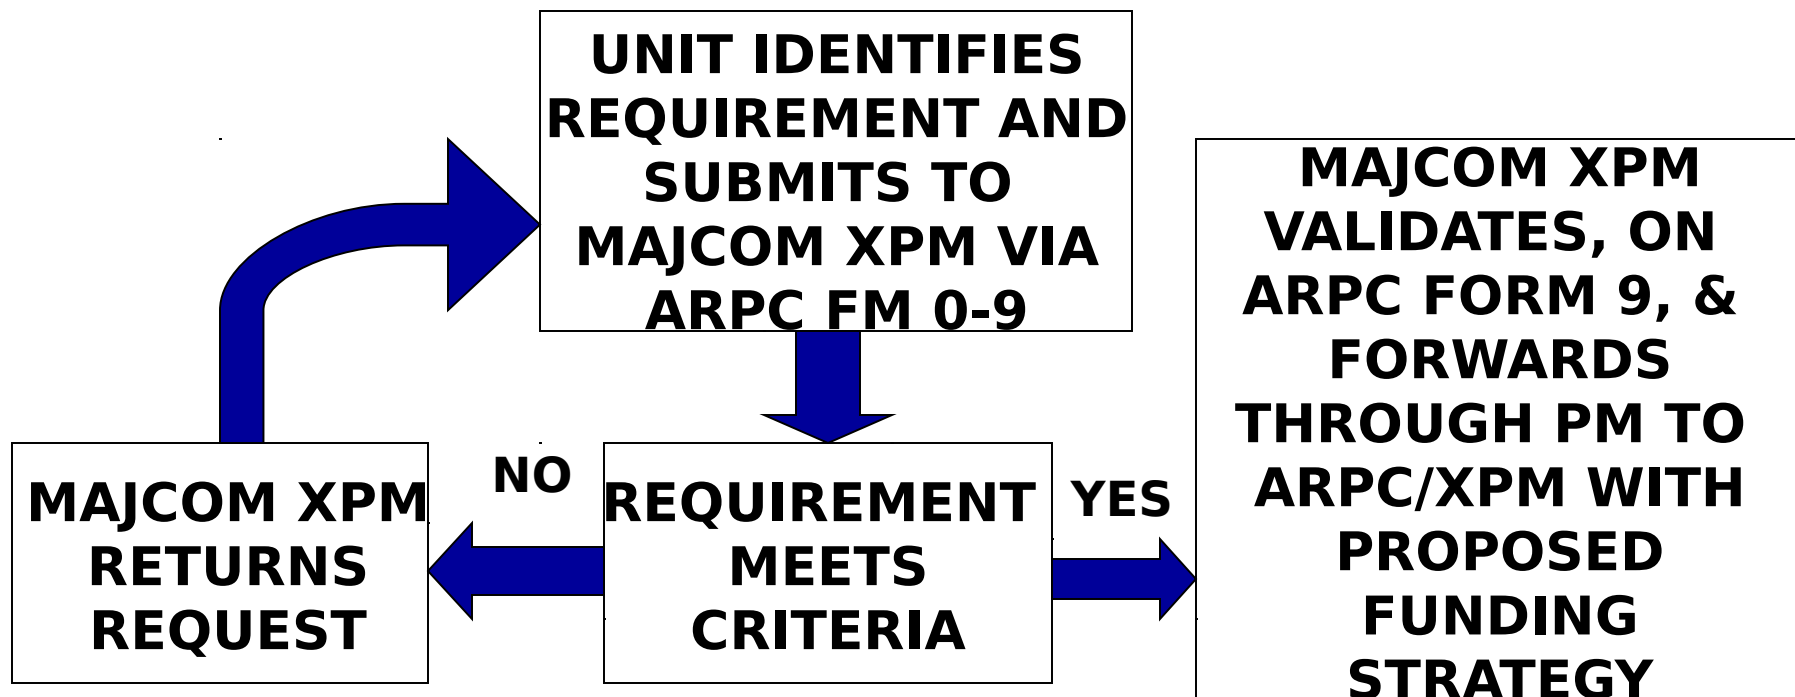 UNIT IDENTIFIES
REQUIREMENT AND
SUBMITS TO
MAJCOM XPM VIA
ARPC FM 0-9
MAJCOM XPM
RETURNS
REQUEST
NO
REQUIREMENT
MEETS
CRITERIA
YES
MAJCOM XPM
VALIDATES, ON
ARPC FORM 9, &
FORWARDS
THROUGH PM TO
ARPC/XPM WITH
PROPOSED
FUNDING
STRATEGY